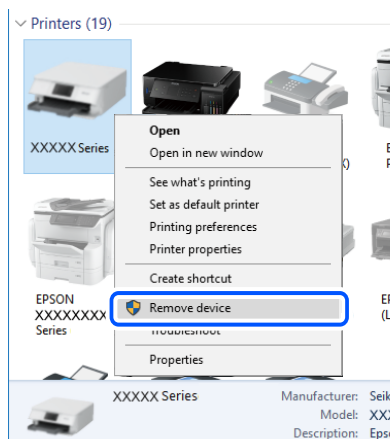 Printers (19)
XXXXX Series
Open
Open in new window
See what's printing
Set as default printer
Printing preferences
Printer properties
Create shortcut
Remove device
Troubleshoot
Properties
EPSON
XXXXXXXX
Series
XXXXX Series
Manufacturer:
Model:
Description: